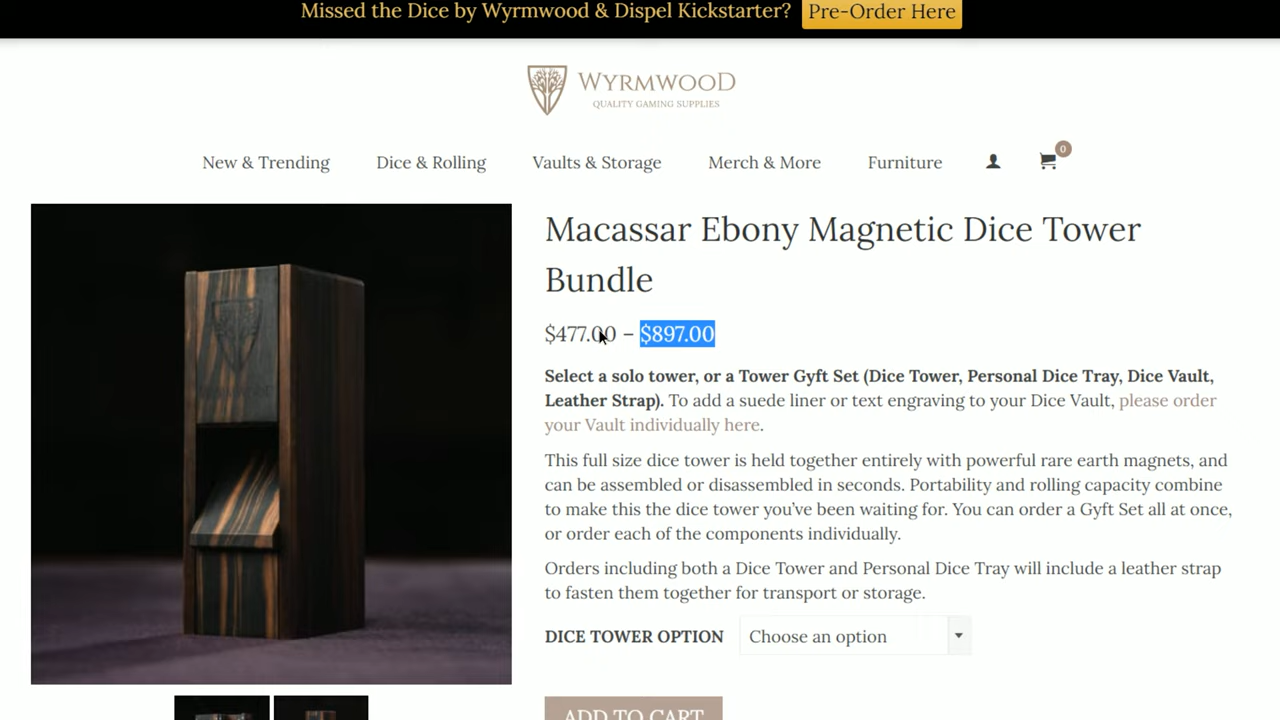 Missed the Dice by Wyrmwood & Dispel Kickstarter? Pre-Order Here
WYRMWOOD
QUALITY GAMING SUPPLIES
New & Trending Dice & Rolling Vaults & Storage Merch & More Furniture 0
Macassar Ebony Magnetic Dice Tower
Bundle
$477.00 – $897.00
Select a solo tower, or a Tower Gyft Set (Dice Tower, Personal Dice Tray, Dice Vault,
Leather Strap). To add a suede liner or text engraving to your Dice Vault, please order
your Vault individually here.
This full size dice tower is held together entirely with powerful rare earth magnets, and
can be assembled or disassembled in seconds. Portability and rolling capacity combine
to make this the dice tower you’ve been waiting for. You can order a Gyft Set all at once,
or order each of the components individually.
Orders including both a Dice Tower and Personal Dice Tray will include a leather strap
to fasten them together for transport or storage.
DICE TOWER OPTION Choose an option
ADD TO CART